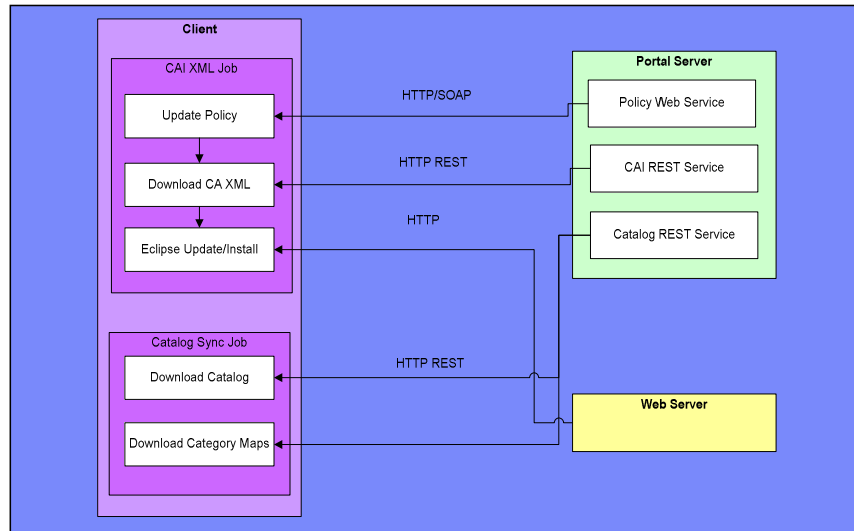 Client
CAI XML Job
Update Policy
Download CA XML
Eclipse Update/Install
Catalog Sync Job
Download Catalog
Download Category Maps
HTTP/SOAP
HTTP REST
HTTP
HTTP REST
Portal Server
Policy Web Service
CAI REST Service
Catalog REST Service
Web Server